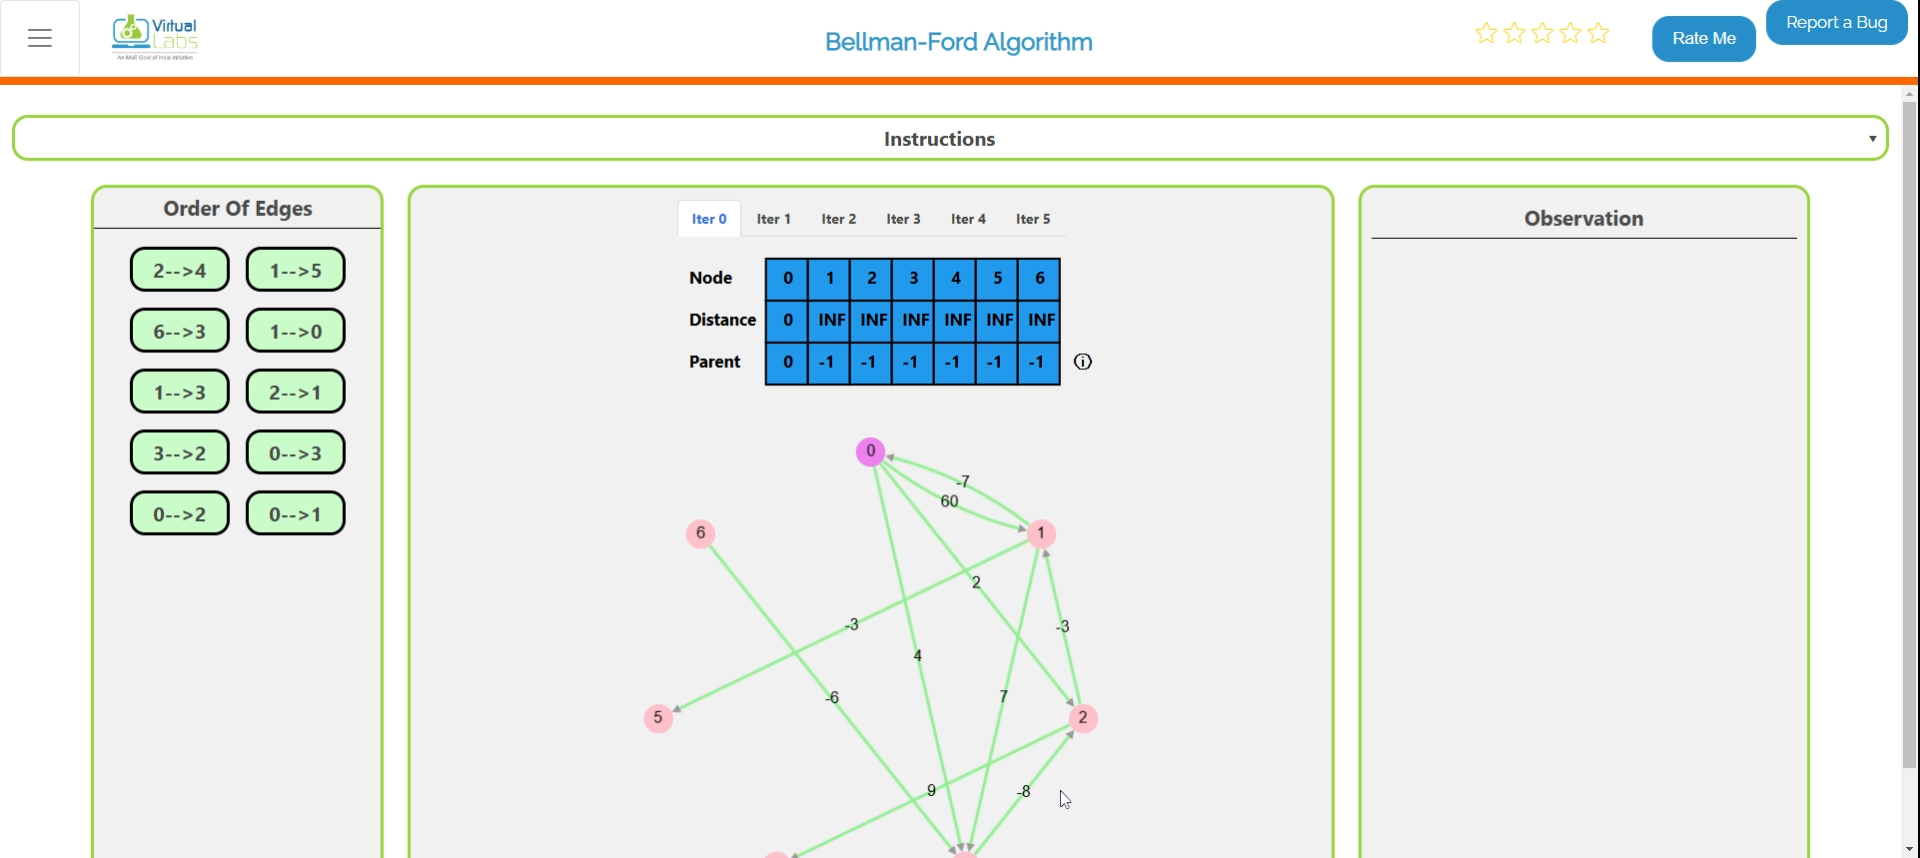 Virtual
Labs
An MoE Govt of India Initiative
Bellman-Ford Algorithm
Rate Me
Report a Bug
Instructions
Order Of Edges
2-->4 1-->5
6-->3 1-->0
1-->3 2-->1
3-->2 0-->3
0-->2 0-->1
Iter 0 Iter 1 Iter 2 Iter 3 Iter 4 Iter 5
Node 0 1 2 3 4 5 6
Distance 0 INF INF INF INF INF INF
Parent 0 -1 -1 -1 -1 -1 -1
0
-7
60
6
1
2
-3
-3
4
-6
7
5
2
9
-8
Observation